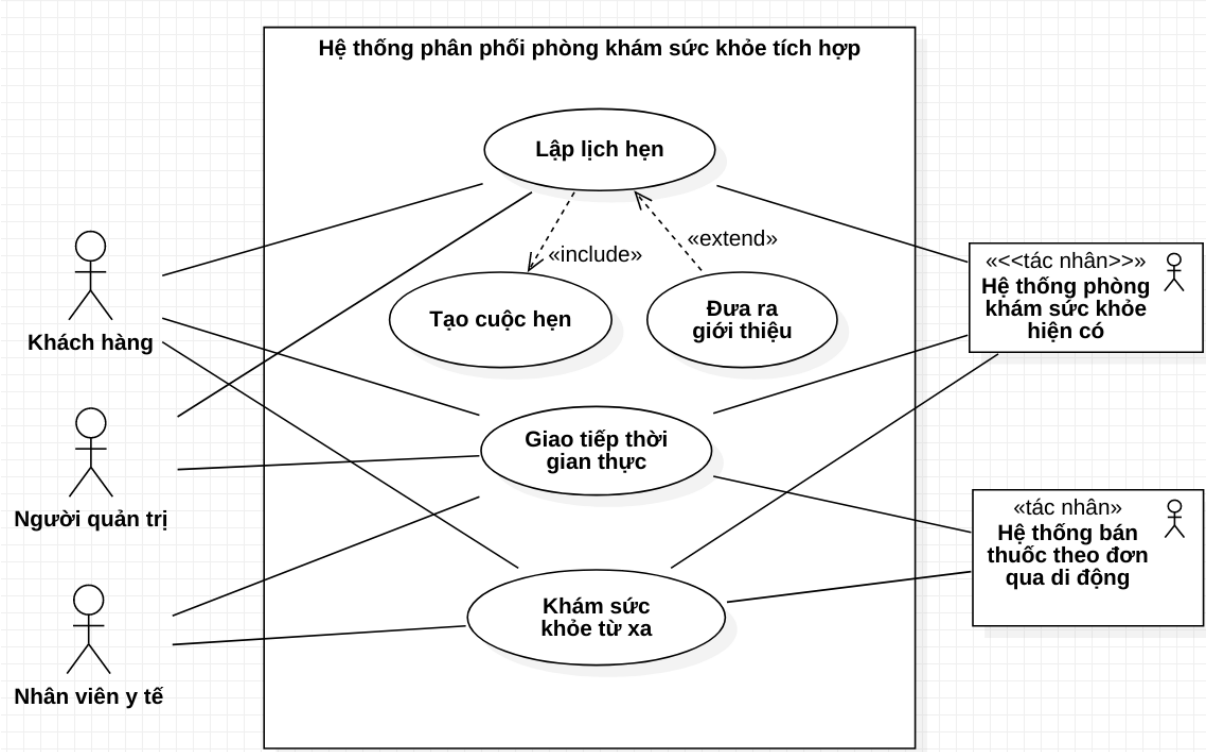 Hệ thống phân phối phòng khám sức khỏe tích hợp
Lập lịch hẹn
«include»
«extend»
Tạo cuộc hẹn
Đưa ra
giới thiệu
Giao tiếp thời
gian thực
Khám sức
khỏe từ xa
Khách hàng
Người quản trị
Nhân viên y tế
«<<tác nhân>>»
Hệ thống phòng
khám sức khỏe
hiện có
«tác nhân»
Hệ thống bán
thuốc theo đơn
qua di động